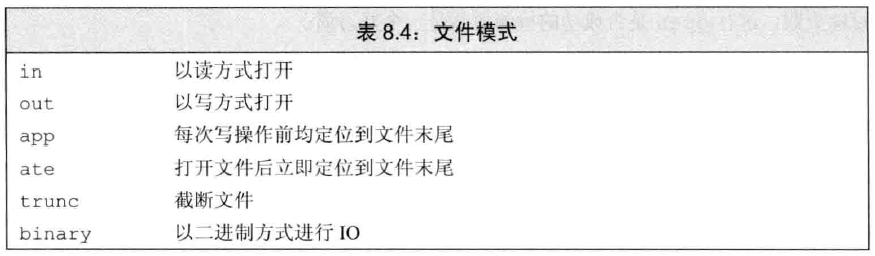 表 8.4：文件模式
in 以读方式打开
out 以写方式打开
app 每次写操作前均定位到文件末尾
ate 打开文件后立即定位到文件末尾
trunc 截断文件
binary 以二进制方式进行 IO